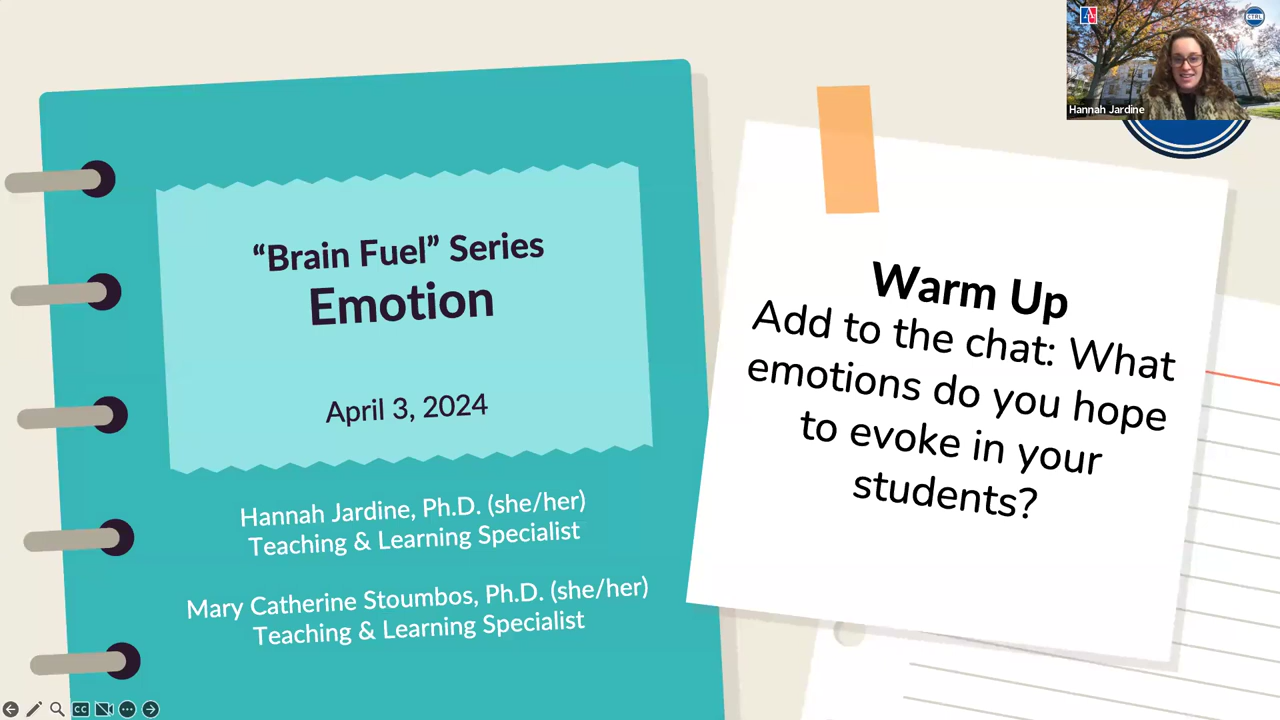 “Brain Fuel” Series
Emotion
April 3, 2024
Hannah Jardine, Ph.D. (she/her)
Teaching & Learning Specialist
Mary Catherine Stoumbos, Ph.D. (she/her)
Teaching & Learning Specialist
Warm Up
Add to the chat: What
emotions do you hope
to evoke in your
students?
CTRL
Hannah Jardine
CC